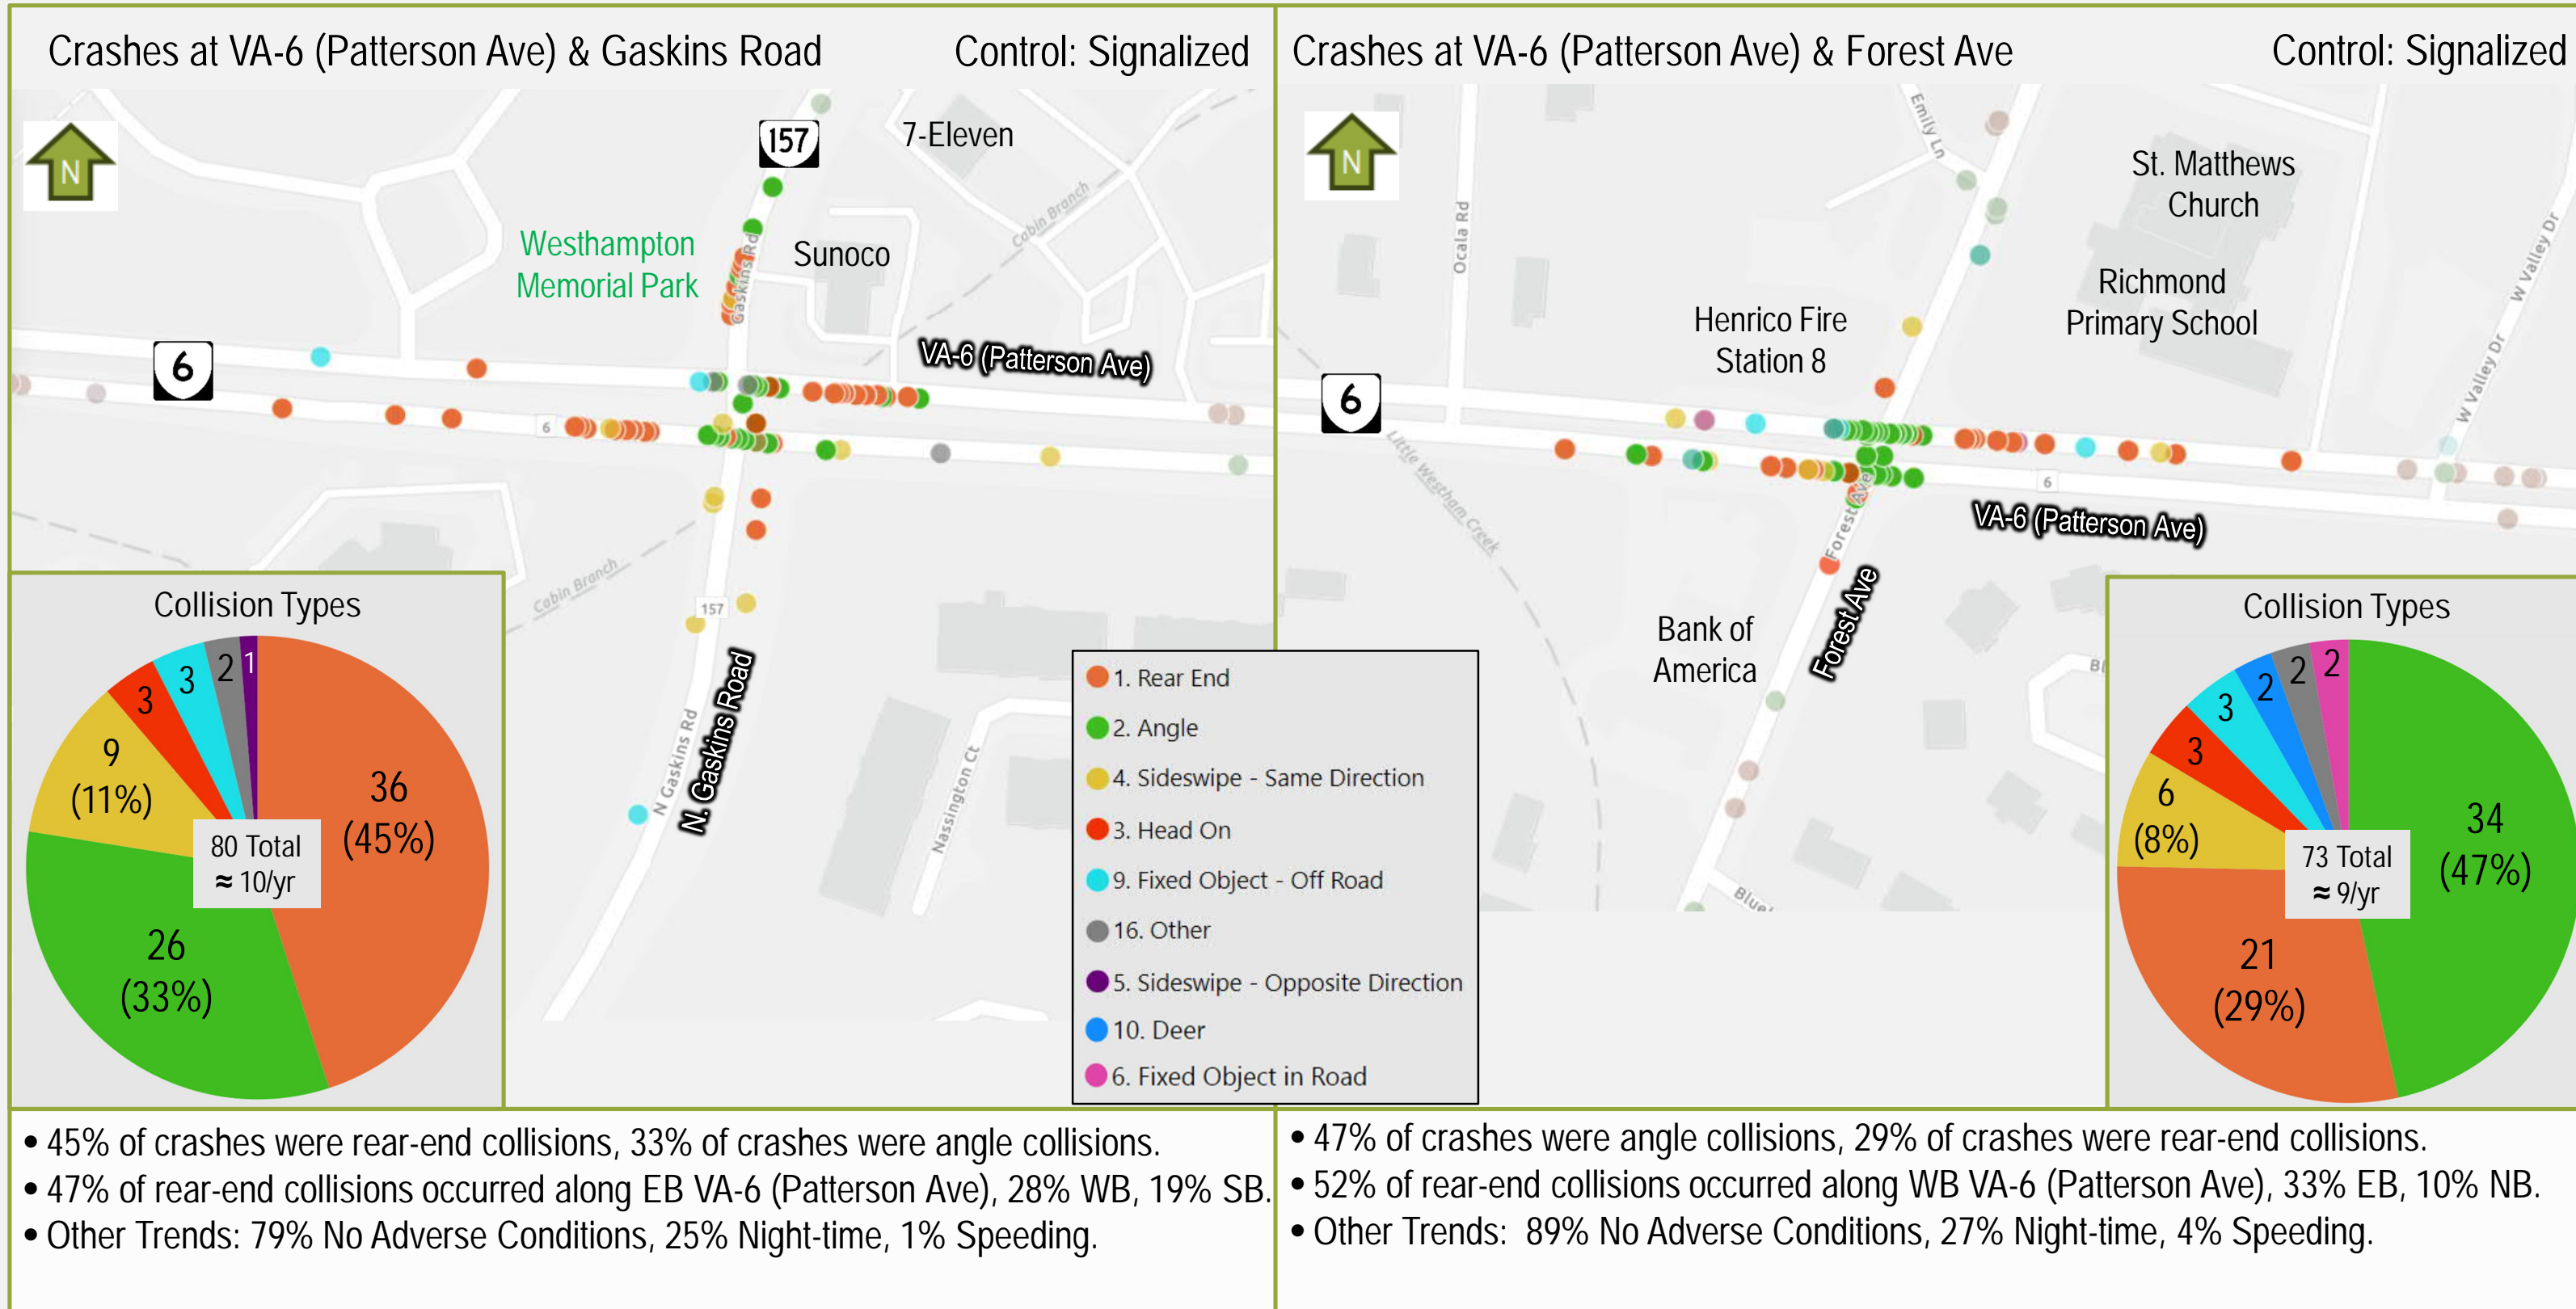 Crashes at VA-6 (Patterson Ave) & Gaskins Road
Control: Signalized
N
157
7-Eleven
Cabin Branch
Westhampton
Memorial Park
Sunoco
Gaskins Rd
6
VA-6 (Patterson Ave)
6
Cabin Branch
157
N Gaskins Rd
N. Gaskins Road
Nassington Ct
Collision Types
36
(45%)
26
(33%)
9
(11%)
3
3
2
1
80 Total
≈ 10/yr
1. Rear End
2. Angle
4. Sideswipe - Same Direction
3. Head On
9. Fixed Object - Off Road
16. Other
5. Sideswipe - Opposite Direction
10. Deer
6. Fixed Object in Road
• 45% of crashes were rear-end collisions, 33% of crashes were angle collisions.
• 47% of rear-end collisions occurred along EB VA-6 (Patterson Ave), 28% WB, 19% SB.
• Other Trends: 79% No Adverse Conditions, 25% Night-time, 1% Speeding.
Crashes at VA-6 (Patterson Ave) & Forest Ave
Control: Signalized
N
Emily Ln
Ocala Rd
St. Matthews
Church
Richmond
Primary School
W Valley Dr
W Valley Dr
Henrico Fire
Station 8
6
Little Westham Creek
6
VA-6 (Patterson Ave)
Forest Ave
Forest Ave
Bank of
America
Collision Types
34
(47%)
21
(29%)
6
(8%)
3
3
2
2
2
73 Total
≈ 9/yr
• 47% of crashes were angle collisions, 29% of crashes were rear-end collisions.
• 52% of rear-end collisions occurred along WB VA-6 (Patterson Ave), 33% EB, 10% NB.
• Other Trends: 89% No Adverse Conditions, 27% Night-time, 4% Speeding.